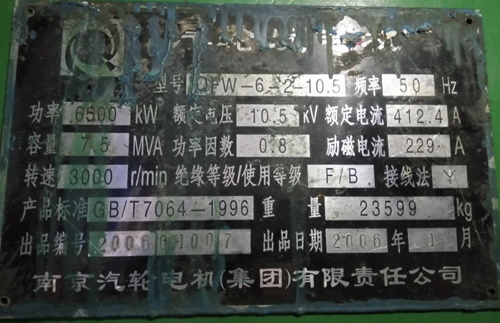 型号 QFW-6-2-10.5 频率 50 Hz
功率 6000 kW 额定电压 10.5 kV 额定电流 412.4 A
容量 7.5 MVA 功率因数 0.8 励磁电流 229 A
转速 3000 r/min 绝缘等级/使用等级 F/B 接线法 Y
产品标准 GB/T7064-1996 重量 23599 kg
出品编号 出品日期 2006 年 1 月
南京汽轮电机(集团)有限责任公司